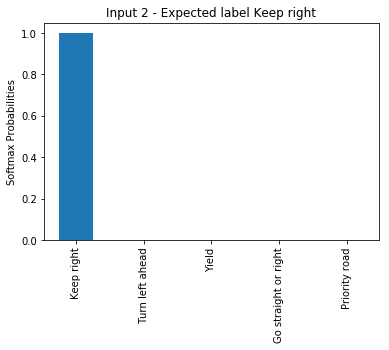 Input 2 - Expected label Keep right
Softmax Probabilities
1.0
0.8
0.6
0.4
0.2
0.0
Keep right
Turn left ahead
Yield
Go straight or right
Priority road